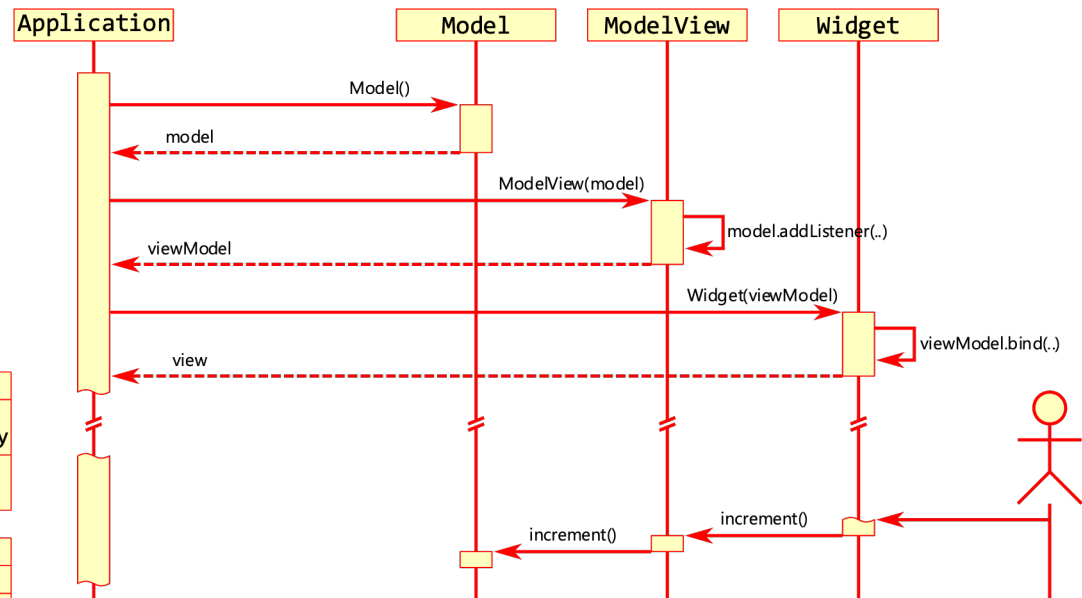 Application
Model
ModelView
Widget
Model()
model
ModelView(model)
model.addListener(..)
viewModel
Widget(viewModel)
viewModel.bind(..)
view
y
increment()
increment()